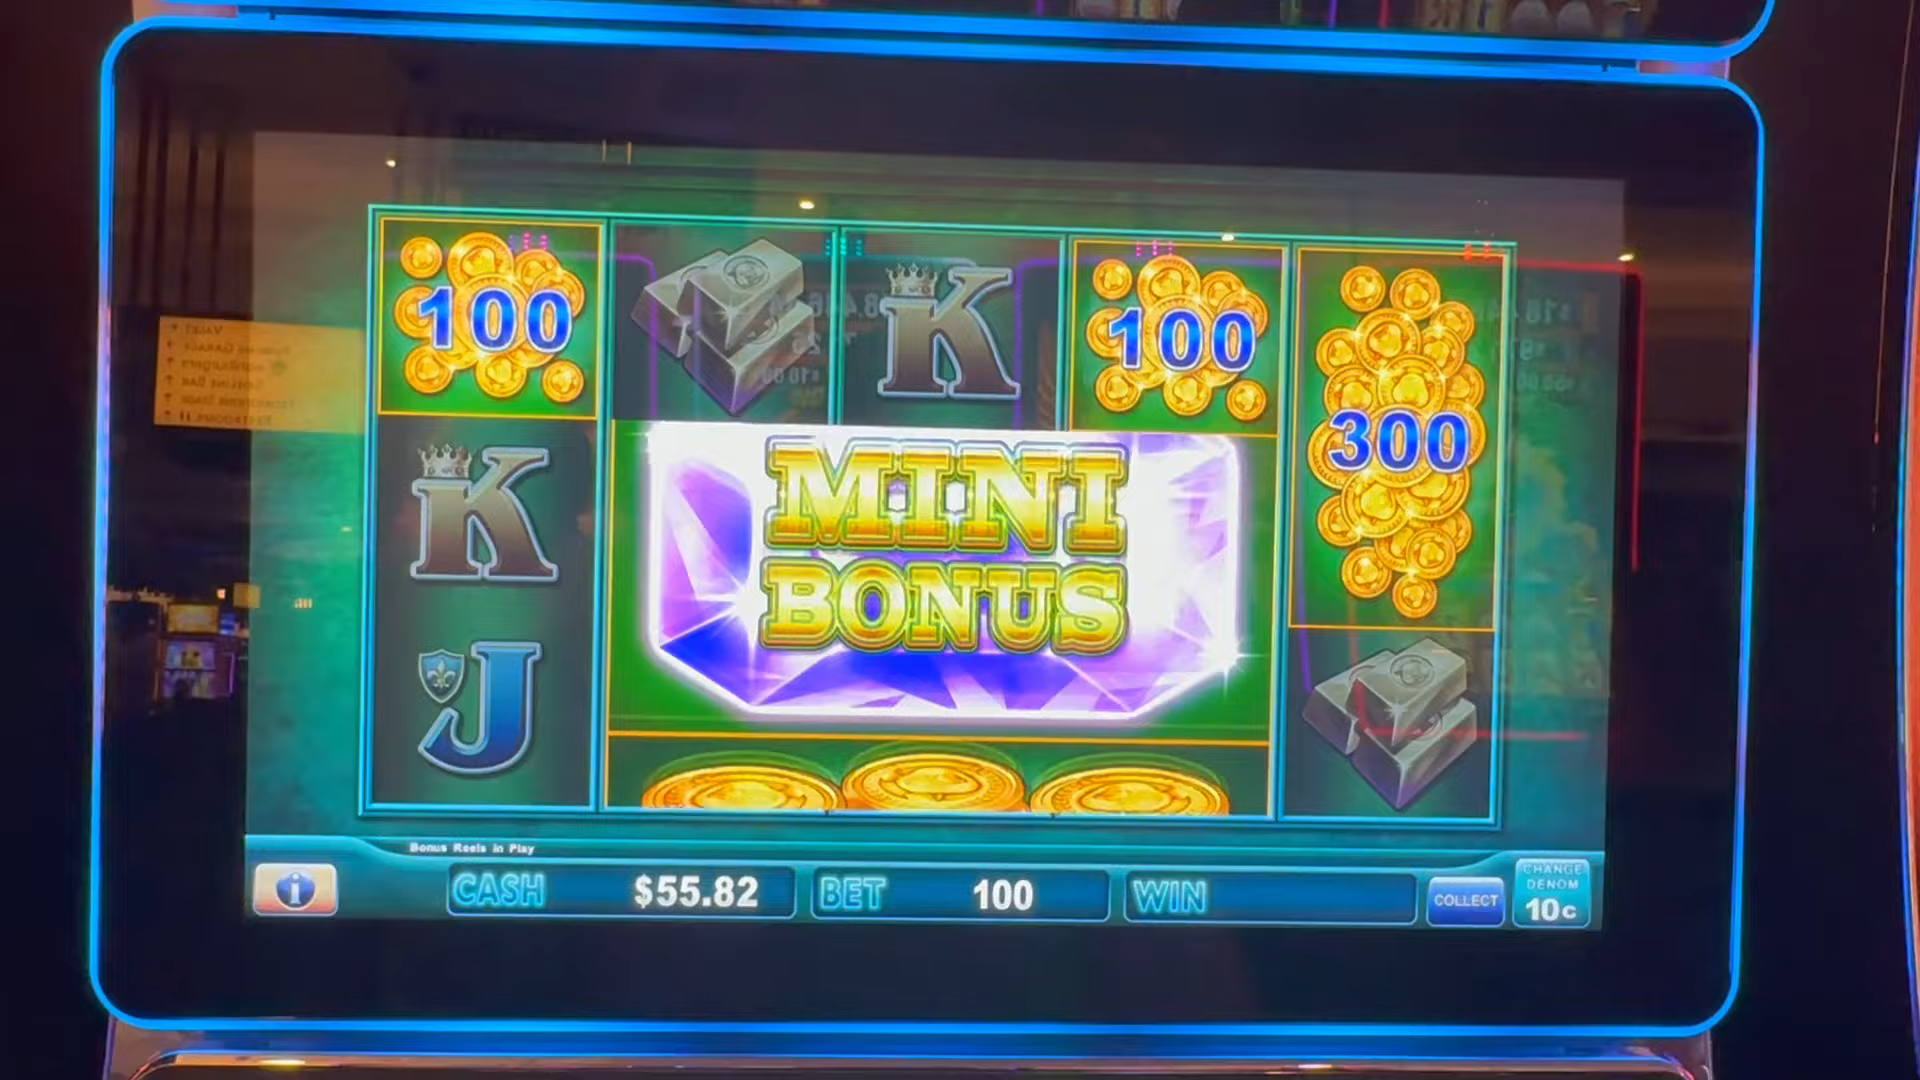 100
K
100
300
K
MINI
BONUS
J
Bonus Reels in Play
i
CASH $55.82
BET 100
WIN
COLLECT
CHANGE
DENOM
10c